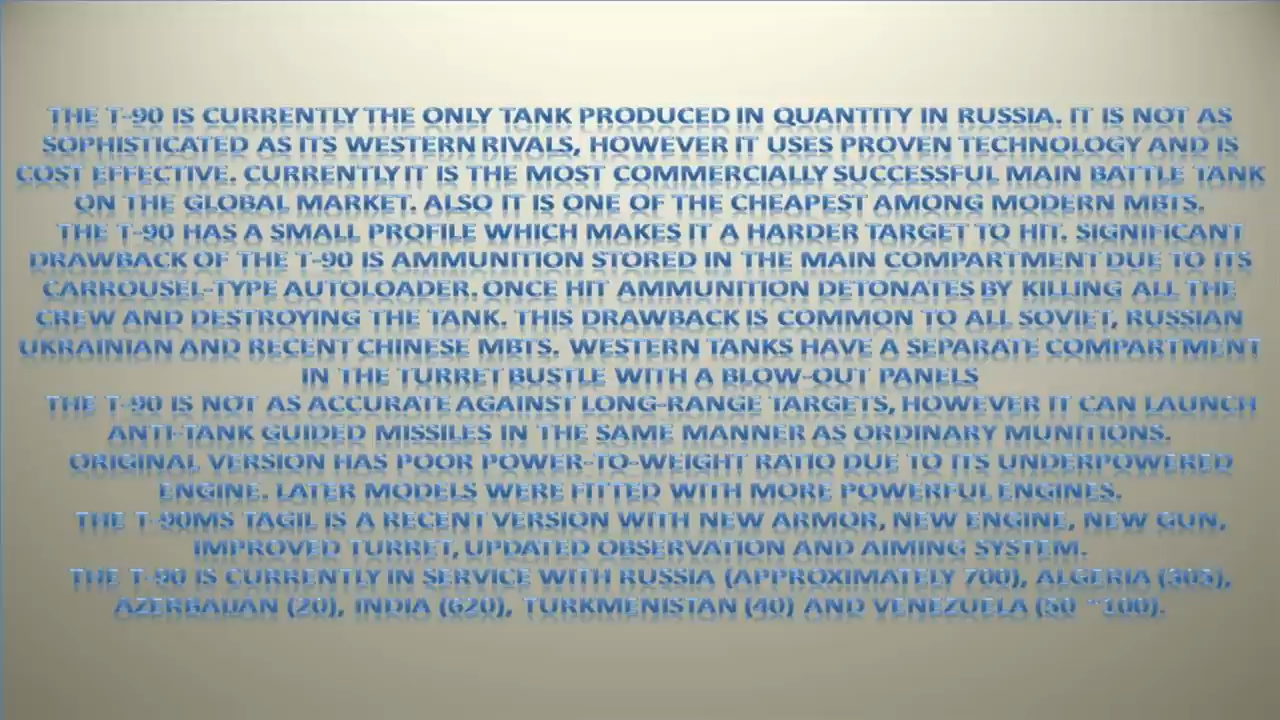 THE T-90 IS CURRENTLY THE ONLY TANK PRODUCED IN QUANTITY IN RUSSIA. IT IS NOT AS
SOPHISTICATED AS ITS WESTERN RIVALS, HOWEVER IT USES PROVEN TECHNOLOGY AND IS
COST EFFECTIVE. CURRENTLY IT IS THE MOST COMMERCIALLY SUCCESSFUL MAIN BATTLE TANK
ON THE GLOBAL MARKET. ALSO IT IS ONE OF THE CHEAPEST AMONG MODERN MBTS.
THE T-90 HAS A SMALL PROFILE WHICH MAKES IT A HARDER TARGET TO HIT. SIGNIFICANT
DRAWBACK OF THE T-90 IS AMMUNITION STORED IN THE MAIN COMPARTMENT DUE TO ITS
CARROUSEL-TYPE AUTOLOADER. ONCE HIT AMMUNITION DETONATES BY KILLING ALL THE
CREW AND DESTROYING THE TANK. THIS DRAWBACK IS COMMON TO ALL SOVIET, RUSSIAN
UKRAINIAN AND RECENT CHINESE MBTS. WESTERN TANKS HAVE A SEPARATE COMPARTMENT
IN THE TURRET BUSTLE WITH A BLOW-OUT PANELS
THE T-90 IS NOT AS ACCURATE AGAINST LONG-RANGE TARGETS, HOWEVER IT CAN LAUNCH
ANTI-TANK GUIDED MISSILES IN THE SAME MANNER AS ORDINARY MUNITIONS.
ORIGINAL VERSION HAS POOR POWER-TO-WEIGHT RATIO DUE TO ITS UNDERPOWERED
ENGINE. LATER MODELS WERE FITTED WITH MORE POWERFUL ENGINES.
THE T-90MS TAGIL IS A RECENT VERSION WITH NEW ARMOR, NEW ENGINE, NEW GUN,
IMPROVED TURRET, UPDATED OBSERVATION AND AIMING SYSTEM.
THE T-90 IS CURRENTLY IN SERVICE WITH RUSSIA (APPROXIMATELY 700), ALGERIA (305),
AZERBAIJAN (20), INDIA (620), TURKMENISTAN (40) AND VENEZUELA (50 ~100).